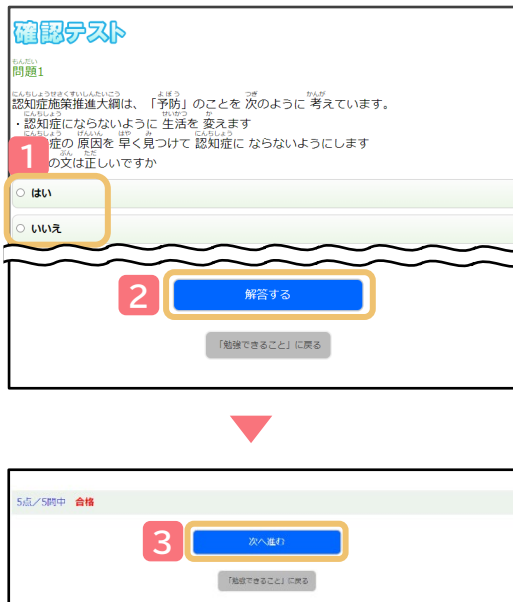 確認テスト
もんだい
問題1
にんちしょうせさくすいしんたいこう よぼう つぎ かんが
認知症施策推進大綱は、「予防」のことを 次のように 考えています。
にんちしょう せいかつ か
・認知症にならないように 生活を 変えます
にんちしょう げんいん はや み にんちしょう
症の 原因を 早く見つけて 認知症に ならないようにします
ぶん ただ
の文は正しいですか
1
はい
いいえ
2
解答する
「勉強できること」に戻る
5点／5問中 合格
3
次へ進む
「勉強できること」に戻る